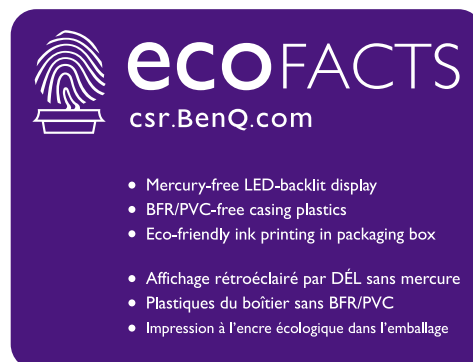 ecoFACTS
csr.BenQ.com
• Mercury-free LED-backlit display
• BFR/PVC-free casing plastics
• Eco-friendly ink printing in packaging box
• Affichage rétroéclairé par DÉL sans mercure
• Plastiques du boîtier sans BFR/PVC
• Impression à l'encre écologique dans l'emballage